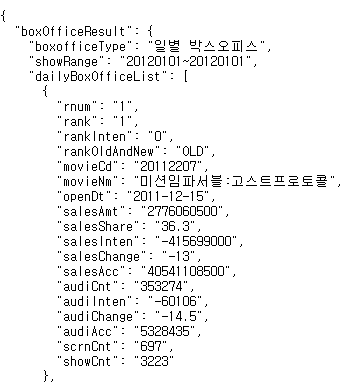 {
"boxOfficeResult": {
"boxofficeType": "일별 박스오피스",
"showRange": "20120101~20120101",
"dailyBoxOfficeList": [
{
"rnum": "1",
"rank": "1",
"rankInten": "0",
"rankOldAndNew": "OLD",
"movieCd": "20112207",
"movieNm": "미션임파서블:고스트프로토콜",
"openDt": "2011-12-15",
"salesAmt": "2776060500",
"salesShare": "36.3",
"salesInten": "-415699000",
"salesChange": "-13",
"salesAcc": "40541108500",
"audiCnt": "353274",
"audiInten": "-60106",
"audiChange": "-14.5",
"audiAcc": "5328435",
"scrnCnt": "697",
"showCnt": "3223"
},